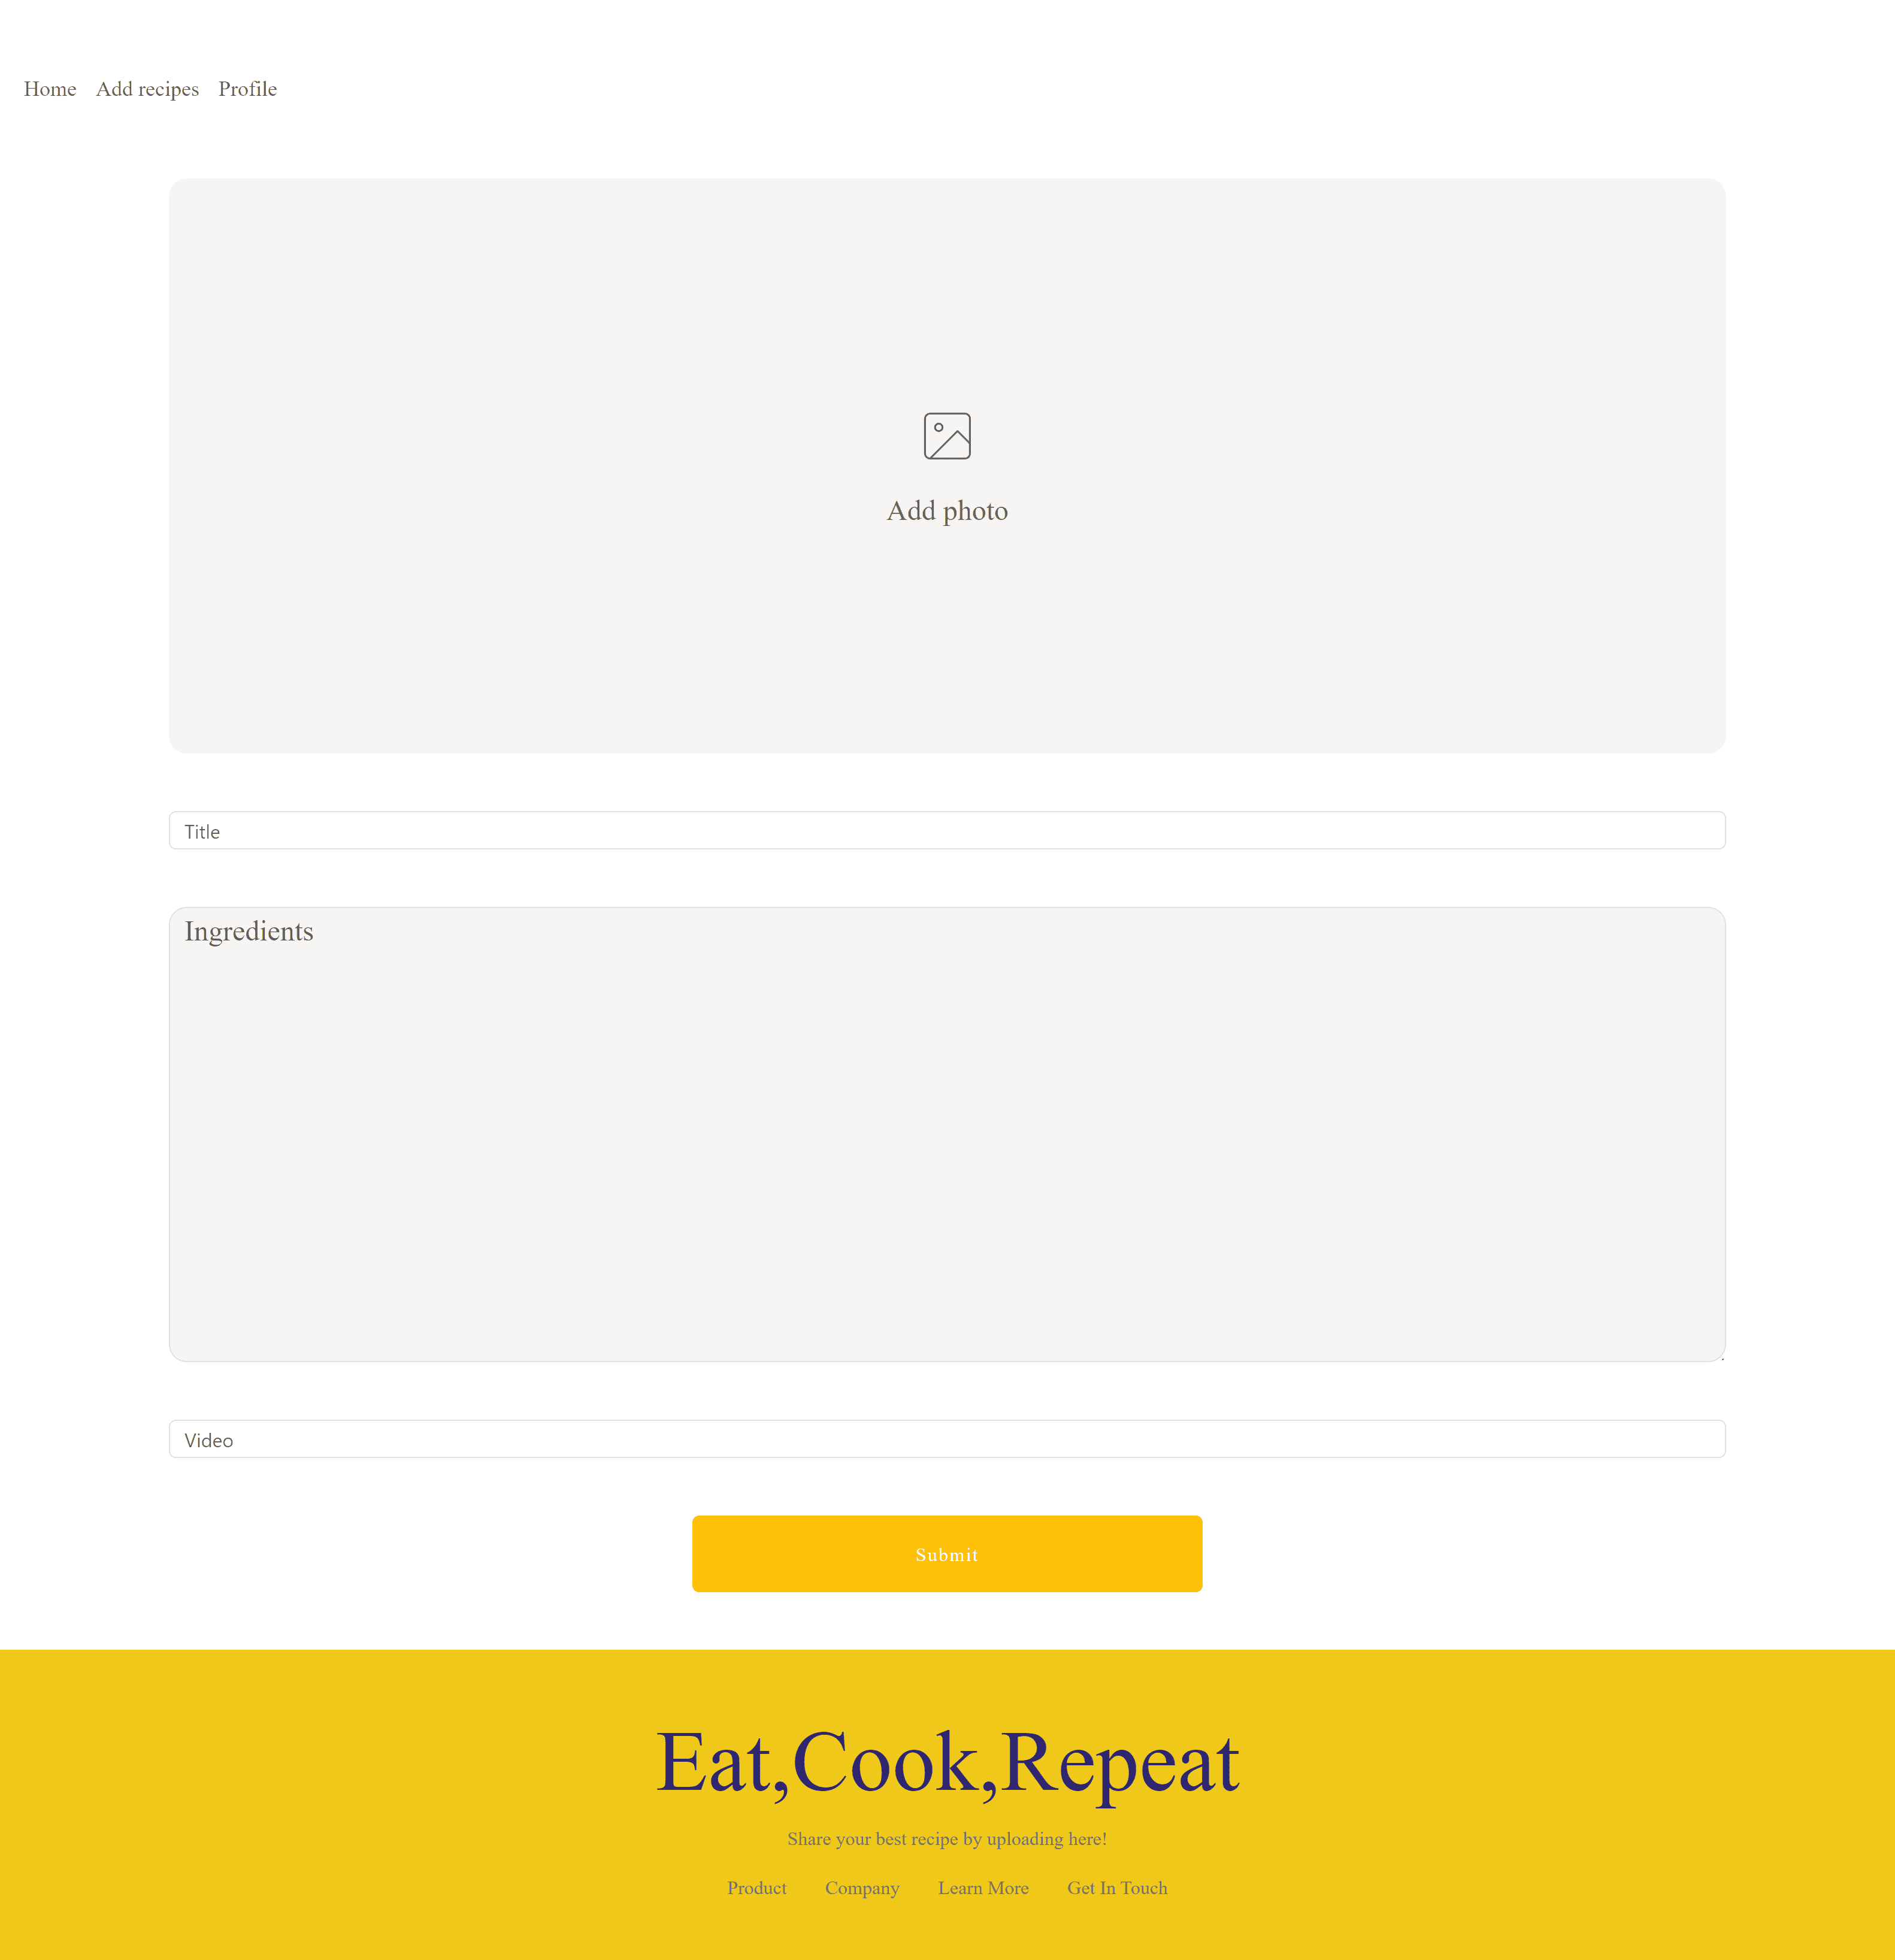 Home Add recipes Profile
Add photo
Title
Ingredients
Video
Submit
Eat,Cook,Repeat
Share your best recipe by uploading here!
Product Company Learn More Get In Touch